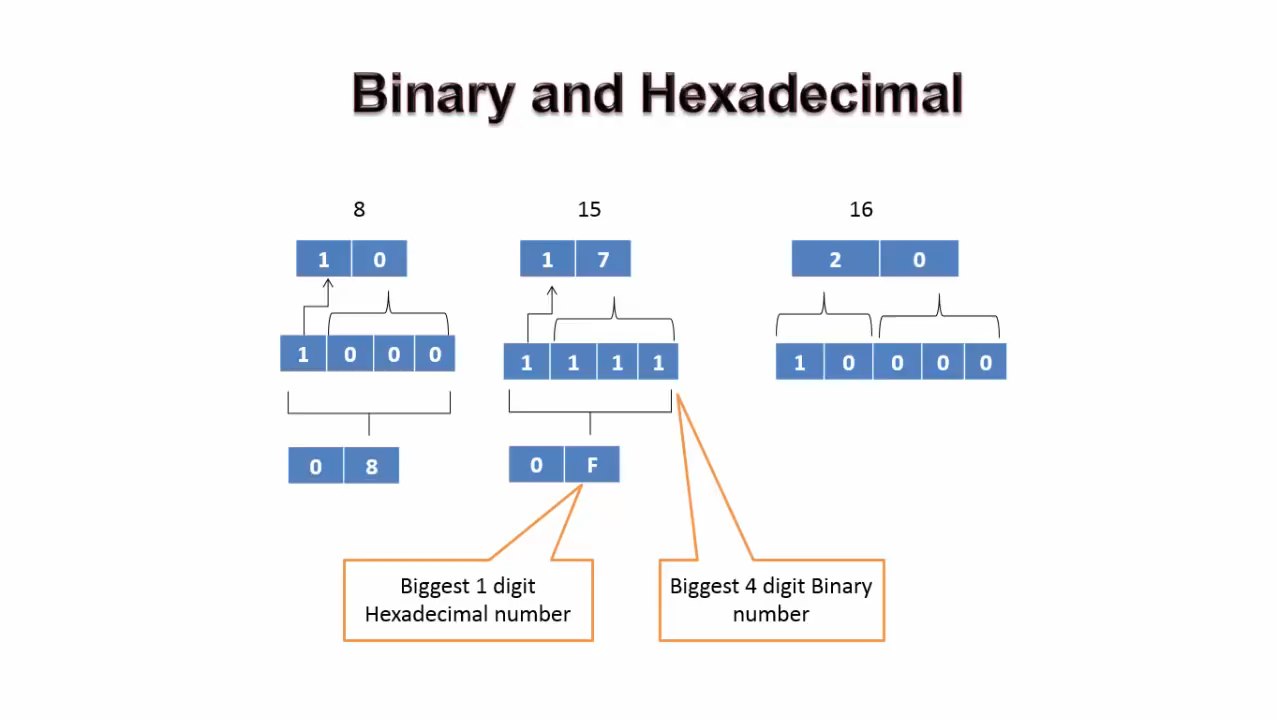 Binary and Hexadecimal
8 15 16
1 0 1 7 2 0
1 0 0 0 1 1 1 1 1 0 0 0 0
0 8 0 F
Biggest 1 digit
Hexadecimal number
Biggest 4 digit Binary
number